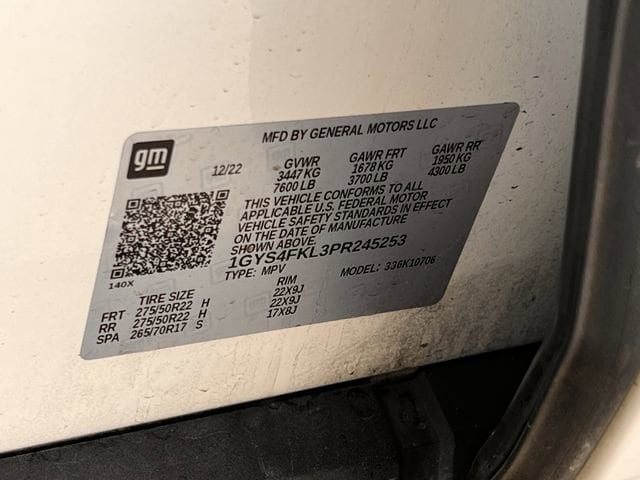 MFD BY GENERAL MOTORS LLC
gm
12/22 GVWR GAWR FRT GAWR RR
3447 KG 1678 KG 1950 KG
7600 LB 3700 LB 4300 LB
THIS VEHICLE CONFORMS TO ALL
APPLICABLE U.S. FEDERAL MOTOR
VEHICLE SAFETY STANDARDS IN EFFECT
ON THE DATE OF MANUFACTURE
SHOWN ABOVE.
1GYS4FKL3PR245253
TYPE: MPV MODEL: 336K10706
140X
TIRE SIZE RIM
FRT 275/50R22 H 22X9J
RR 275/50R22 H 22X9J
SPA 265/70R17 S 17X8J